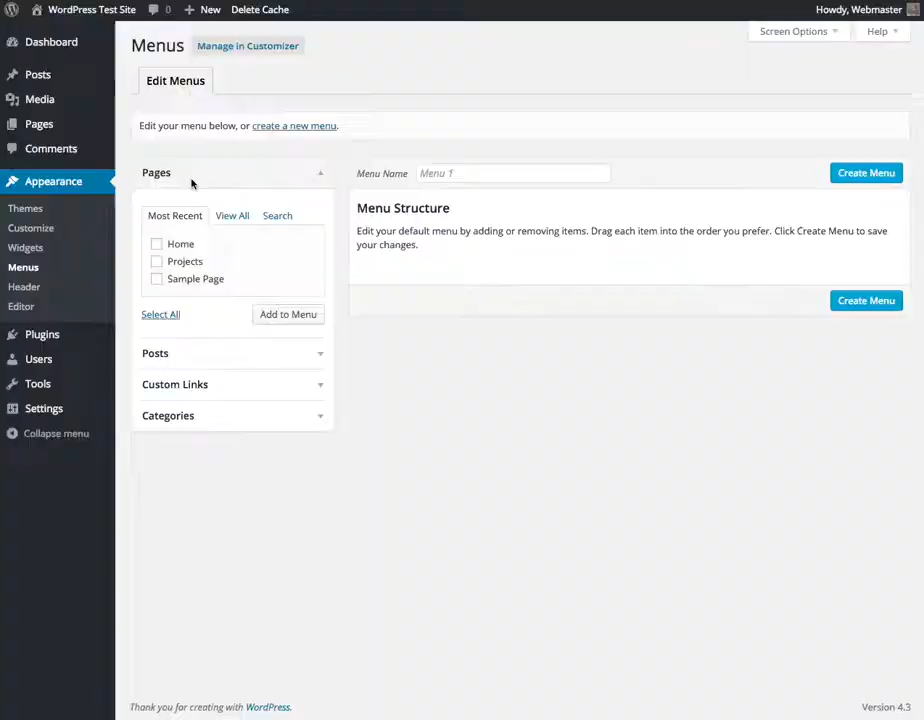 WordPress Test Site 0 + New Delete Cache Howdy, Webmaster
Dashboard
Posts
Media
Pages
Comments
Appearance
Themes
Customize
Widgets
Menus
Header
Editor
Plugins
Users
Tools
Settings
Collapse menu
Screen Options Help
Menus Manage in Customizer
Edit Menus
Edit your menu below, or create a new menu.
Pages
Most Recent View All Search
Home
Projects
Sample Page
Select All Add to Menu
Posts
Custom Links
Categories
Menu Name Menu 1 Create Menu
Menu Structure
Edit your default menu by adding or removing items. Drag each item into the order you prefer. Click Create Menu to save
your changes.
Create Menu
Thank you for creating with WordPress. Version 4.3